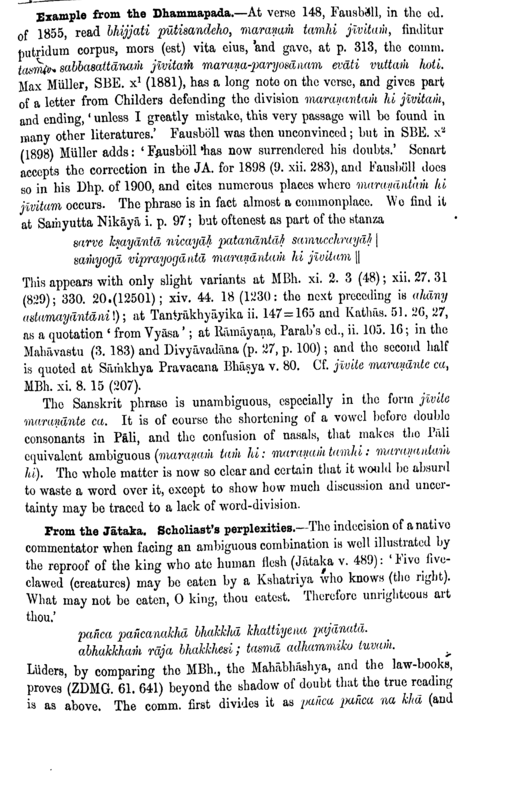 Example from the Dhammapada.—At verse 148, Fausböll, in the ed.
of 1855, read bhijjati pūtisandeho, maraṇaṁ tamhi jīvitaṁ, finditur
putridum corpus, mors (est) vita eius, and gave, at p. 313, the comm.
tasmiṁ sabbasattānaṁ jīvitaṁ maraṇa-paryosānam evāti vuttaṁ hoti.
Max Müller, SBE. x¹ (1881), has a long note on the verse, and gives part
of a letter from Childers defending the division maraṇantaṁ hi jīvitaṁ,
and ending, ‘unless I greatly mistake, this very passage will be found in
many other literatures.’ Fausböll was then unconvinced; but in SBE. x²
(1898) Müller adds: ‘Fausböll has now surrendered his doubts.’ Senart
accepts the correction in the JA. for 1898 (9. xii. 283), and Fausböll does
so in his Dhp. of 1900, and cites numerous places where maraṇāntaṁ hi
jīvitam occurs. The phrase is in fact almost a commonplace. We find it
at Saṁyutta Nikāyā i. p. 97; but oftenest as part of the stanza
sarve kṣayāntā nicayāḥ patanāntāḥ samucchrayāḥ |
saṁyogā viprayogāntā maraṇāntaṁ hi jīvitam ||
This appears with only slight variants at MBh. xi. 2. 3 (48); xii. 27. 31
(829); 330. 20 (12501); xiv. 44. 18 (1230: the next preceding is ahāny
astamayāntāni!); at Tantrākhyāyika ii. 147=165 and Kathās. 51. 26, 27,
as a quotation ‘from Vyāsa’; at Rāmāyaṇa, Parab's ed., ii. 105. 16; in the
Mahāvastu (3. 183) and Divyāvadāna (p. 27, p. 100); and the second half
is quoted at Sāṁkhya Pravacana Bhāṣya v. 80. Cf. jīvite maraṇānte ca,
MBh. xi. 8. 15 (207).
The Sanskrit phrase is unambiguous, especially in the form jīvite
maraṇānte ca. It is of course the shortening of a vowel before double
consonants in Pāli, and the confusion of nasals, that makes the Pāli
equivalent ambiguous (maraṇaṁ taṁ hi: maraṇaṁ tamhi: maraṇantaṁ
hi). The whole matter is now so clear and certain that it would be absurd
to waste a word over it, except to show how much discussion and uncer-
tainty may be traced to a lack of word-division.
From the Jātaka. Scholiast's perplexities.—The indecision of a native
commentator when facing an ambiguous combination is well illustrated by
the reproof of the king who ate human flesh (Jātaka v. 489): ‘Five five-
clawed (creatures) may be eaten by a Kshatriya who knows (the right).
What may not be eaten, O king, thou eatest. Therefore unrighteous art
thou.’
pañca pañcanakhā bhakkhā khattiyena pajānatā.
abhakkhaṁ rāja bhakkhesi; tasmā adhammiko tuvaṁ.
Lüders, by comparing the MBh., the Mahābhāshya, and the law-books,
proves (ZDMG. 61. 641) beyond the shadow of doubt that the true reading
is as above. The comm. first divides it as pañca pañca na khā (and